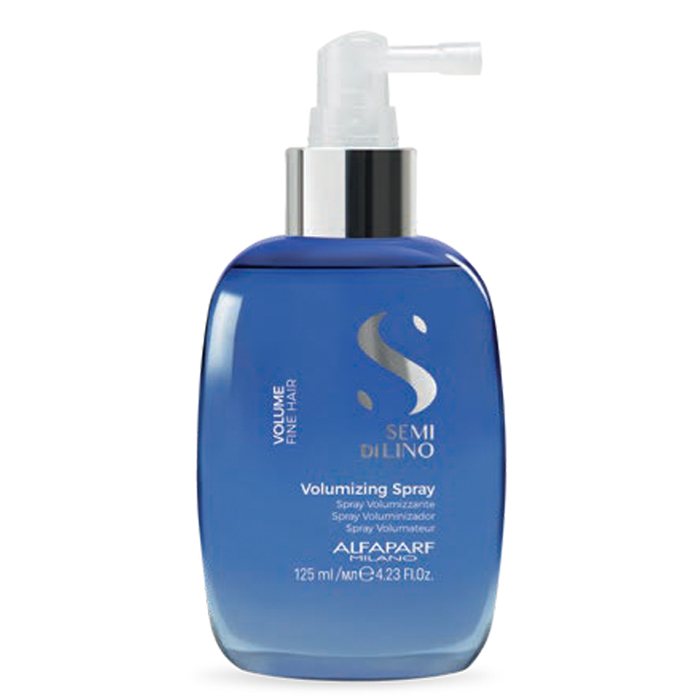 VOLUME
FINE HAIR
SEMI
DI LINO
Volumizing Spray
Spray Volumizzante
Spray Voluminizador
Spray Volumateur
ALFAPARF
MILANO
125 ml /мл℮4.23 Fl.Oz.